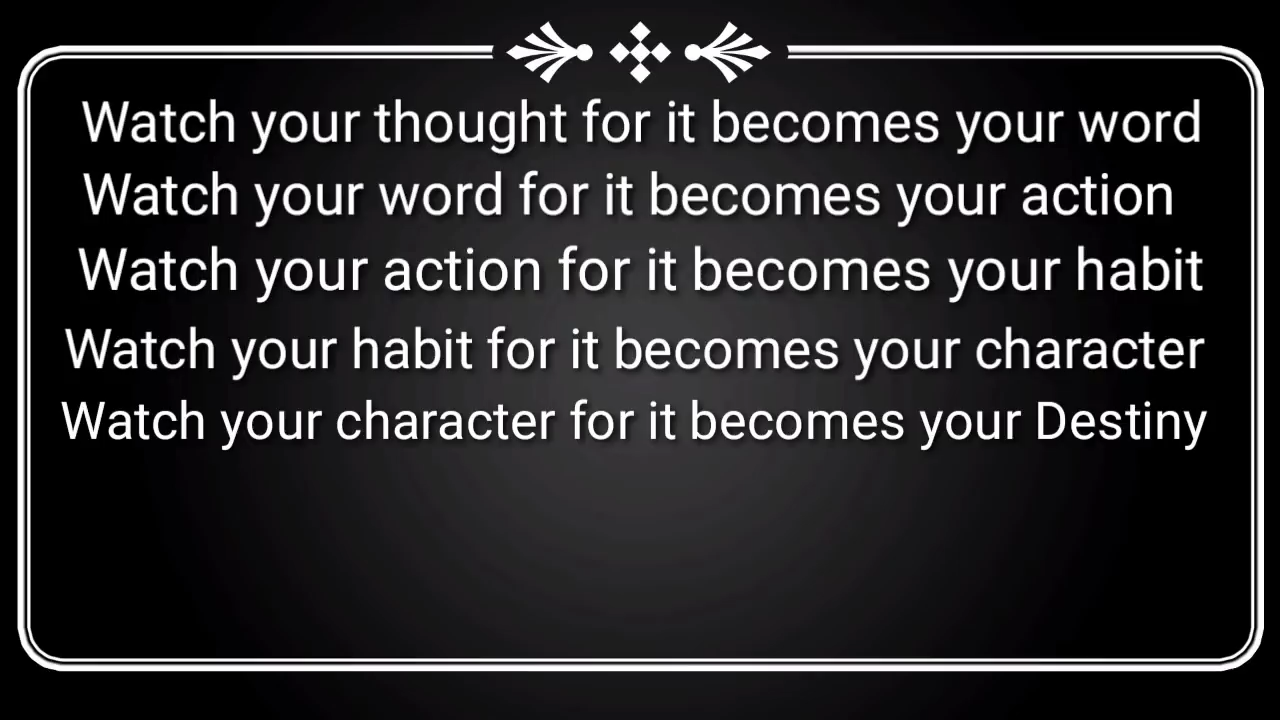 Watch your thought for it becomes your word
Watch your word for it becomes your action
Watch your action for it becomes your habit
Watch your habit for it becomes your character
Watch your character for it becomes your Destiny